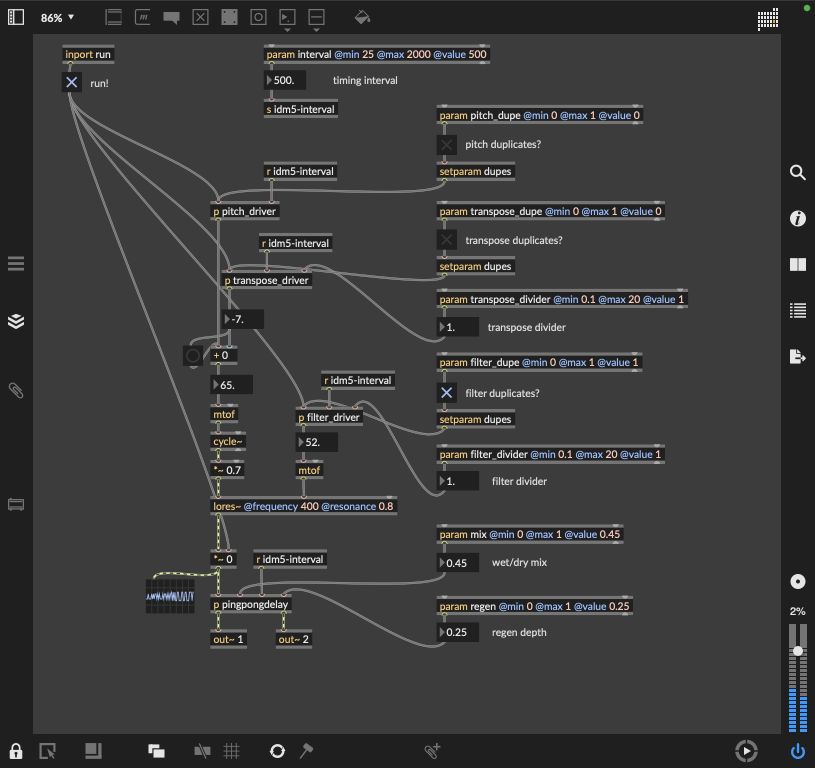 86% ▼
m
inport run
param interval @min 25 @max 2000 @value 500
run!
500.
timing interval
s idm5-interval
param pitch_dupe @min 0 @max 1 @value 0
pitch duplicates?
r idm5-interval
setparam dupes
p pitch_driver
param transpose_dupe @min 0 @max 1 @value 0
r idm5-interval
transpose duplicates?
setparam dupes
p transpose_driver
param transpose_divider @min 0.1 @max 20 @value 1
-7.
1.
transpose divider
+ 0
param filter_dupe @min 0 @max 1 @value 1
65.
r idm5-interval
filter duplicates?
mtof
p filter_driver
setparam dupes
cycle~
52.
param filter_divider @min 0.1 @max 20 @value 1
*~ 0.7
mtof
1.
filter divider
lores~ @frequency 400 @resonance 0.8
param mix @min 0 @max 1 @value 0.45
*~ 0
r idm5-interval
0.45
wet/dry mix
p pingpongdelay
param regen @min 0 @max 1 @value 0.25
out~ 1
out~ 2
0.25
regen depth
2%